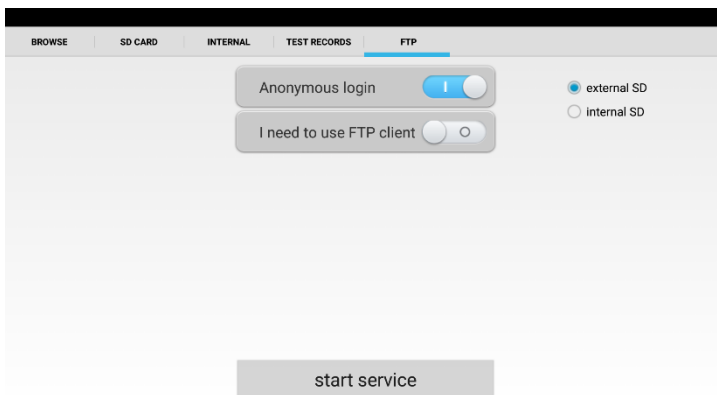 BROWSE SD CARD INTERNAL TEST RECORDS FTP
Anonymous login
external SD
I need to use FTP client
internal SD
start service